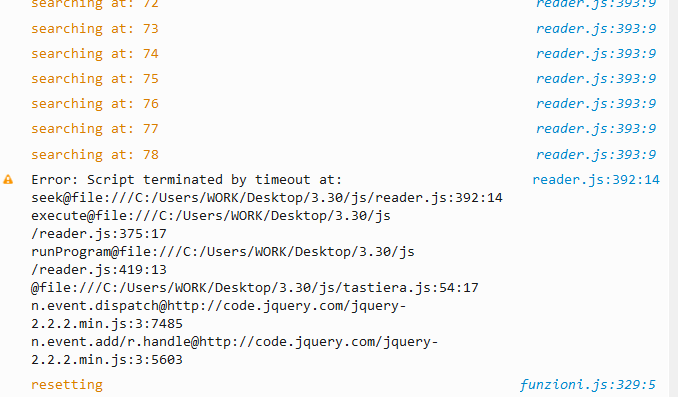 searching at: 72 reader.js:393:9
searching at: 73 reader.js:393:9
searching at: 74 reader.js:393:9
searching at: 75 reader.js:393:9
searching at: 76 reader.js:393:9
searching at: 77 reader.js:393:9
searching at: 78 reader.js:393:9
Error: Script terminated by timeout at: reader.js:392:14
seek@file:///C:/Users/WORK/Desktop/3.30/js/reader.js:392:14
execute@file:///C:/Users/WORK/Desktop/3.30/js
/reader.js:375:17
runProgram@file:///C:/Users/WORK/Desktop/3.30/js
/reader.js:419:13
@file:///C:/Users/WORK/Desktop/3.30/js/tastiera.js:54:17
n.event.dispatch@http://code.jquery.com/jquery-
2.2.2.min.js:3:7485
n.event.add/r.handle@http://code.jquery.com/jquery-
2.2.2.min.js:3:5603
resetting funzioni.js:329:5